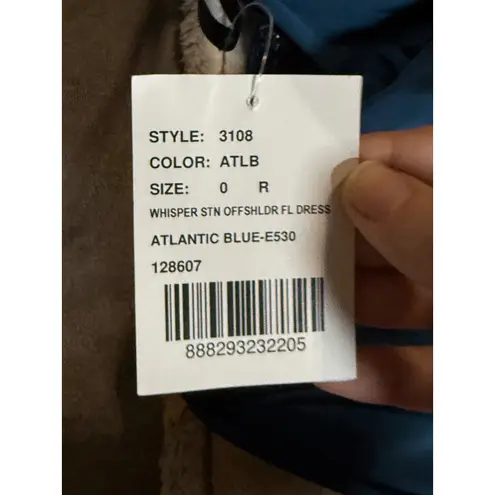 STYLE: 3108
COLOR: ATLB
SIZE: 0 R
WHISPER STN OFFSHLDR FL DRESS
ATLANTIC BLUE-E530
128607
888293232205